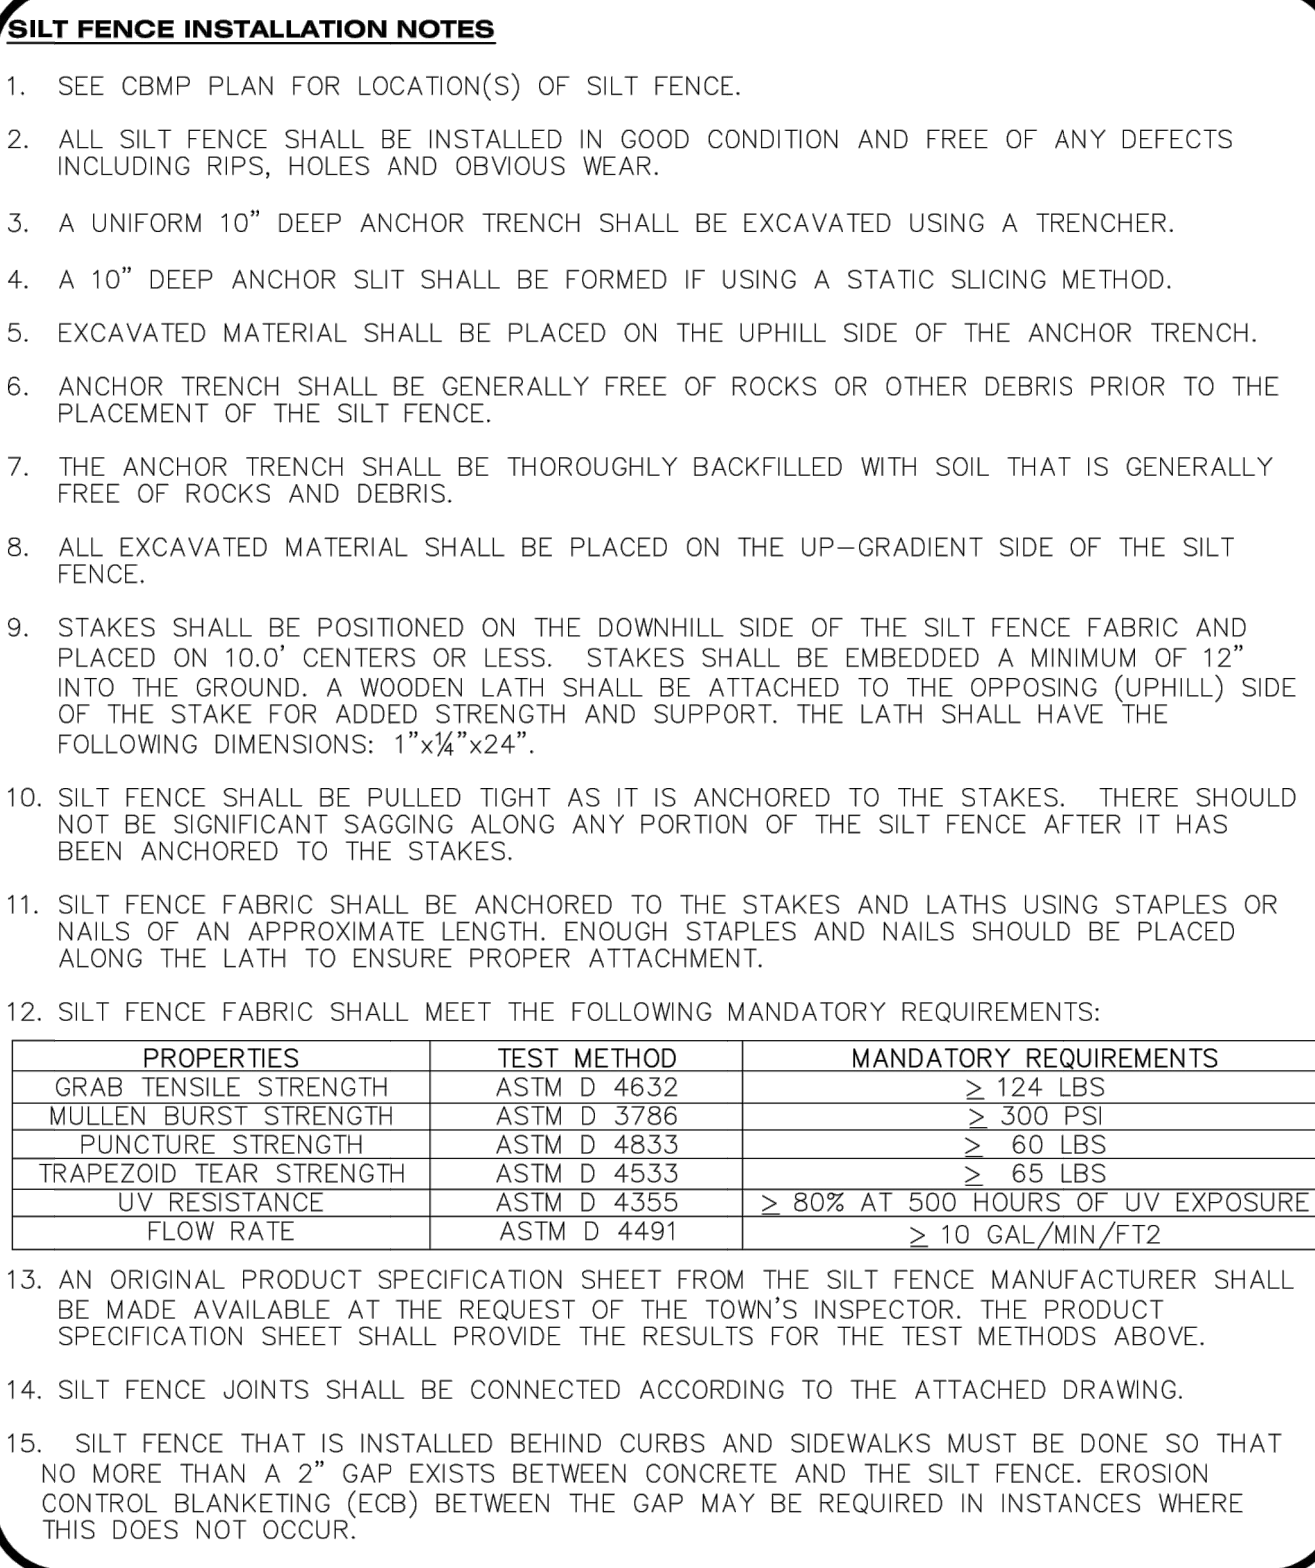 SILT FENCE INSTALLATION NOTES
1. SEE CBMP PLAN FOR LOCATION(S) OF SILT FENCE.
2. ALL SILT FENCE SHALL BE INSTALLED IN GOOD CONDITION AND FREE OF ANY DEFECTS
INCLUDING RIPS, HOLES AND OBVIOUS WEAR.
3. A UNIFORM 10” DEEP ANCHOR TRENCH SHALL BE EXCAVATED USING A TRENCHER.
4. A 10” DEEP ANCHOR SLIT SHALL BE FORMED IF USING A STATIC SLICING METHOD.
5. EXCAVATED MATERIAL SHALL BE PLACED ON THE UPHILL SIDE OF THE ANCHOR TRENCH.
6. ANCHOR TRENCH SHALL BE GENERALLY FREE OF ROCKS OR OTHER DEBRIS PRIOR TO THE
PLACEMENT OF THE SILT FENCE.
7. THE ANCHOR TRENCH SHALL BE THOROUGHLY BACKFILLED WITH SOIL THAT IS GENERALLY
FREE OF ROCKS AND DEBRIS.
8. ALL EXCAVATED MATERIAL SHALL BE PLACED ON THE UP–GRADIENT SIDE OF THE SILT
FENCE.
9. STAKES SHALL BE POSITIONED ON THE DOWNHILL SIDE OF THE SILT FENCE FABRIC AND
PLACED ON 10.0' CENTERS OR LESS. STAKES SHALL BE EMBEDDED A MINIMUM OF 12”
INTO THE GROUND. A WOODEN LATH SHALL BE ATTACHED TO THE OPPOSING (UPHILL) SIDE
OF THE STAKE FOR ADDED STRENGTH AND SUPPORT. THE LATH SHALL HAVE THE
FOLLOWING DIMENSIONS: 1”x¼”x24”.
10. SILT FENCE SHALL BE PULLED TIGHT AS IT IS ANCHORED TO THE STAKES. THERE SHOULD
NOT BE SIGNIFICANT SAGGING ALONG ANY PORTION OF THE SILT FENCE AFTER IT HAS
BEEN ANCHORED TO THE STAKES.
11. SILT FENCE FABRIC SHALL BE ANCHORED TO THE STAKES AND LATHS USING STAPLES OR
NAILS OF AN APPROXIMATE LENGTH. ENOUGH STAPLES AND NAILS SHOULD BE PLACED
ALONG THE LATH TO ENSURE PROPER ATTACHMENT.
12. SILT FENCE FABRIC SHALL MEET THE FOLLOWING MANDATORY REQUIREMENTS:
PROPERTIES TEST METHOD MANDATORY REQUIREMENTS
GRAB TENSILE STRENGTH ASTM D 4632 ≥ 124 LBS
MULLEN BURST STRENGTH ASTM D 3786 ≥ 300 PSI
PUNCTURE STRENGTH ASTM D 4833 ≥ 60 LBS
TRAPEZOID TEAR STRENGTH ASTM D 4533 ≥ 65 LBS
UV RESISTANCE ASTM D 4355 ≥ 80% AT 500 HOURS OF UV EXPOSURE
FLOW RATE ASTM D 4491 ≥ 10 GAL/MIN/FT2
13. AN ORIGINAL PRODUCT SPECIFICATION SHEET FROM THE SILT FENCE MANUFACTURER SHALL
BE MADE AVAILABLE AT THE REQUEST OF THE TOWN'S INSPECTOR. THE PRODUCT
SPECIFICATION SHEET SHALL PROVIDE THE RESULTS FOR THE TEST METHODS ABOVE.
14. SILT FENCE JOINTS SHALL BE CONNECTED ACCORDING TO THE ATTACHED DRAWING.
15. SILT FENCE THAT IS INSTALLED BEHIND CURBS AND SIDEWALKS MUST BE DONE SO THAT
NO MORE THAN A 2” GAP EXISTS BETWEEN CONCRETE AND THE SILT FENCE. EROSION
CONTROL BLANKETING (ECB) BETWEEN THE GAP MAY BE REQUIRED IN INSTANCES WHERE
THIS DOES NOT OCCUR.